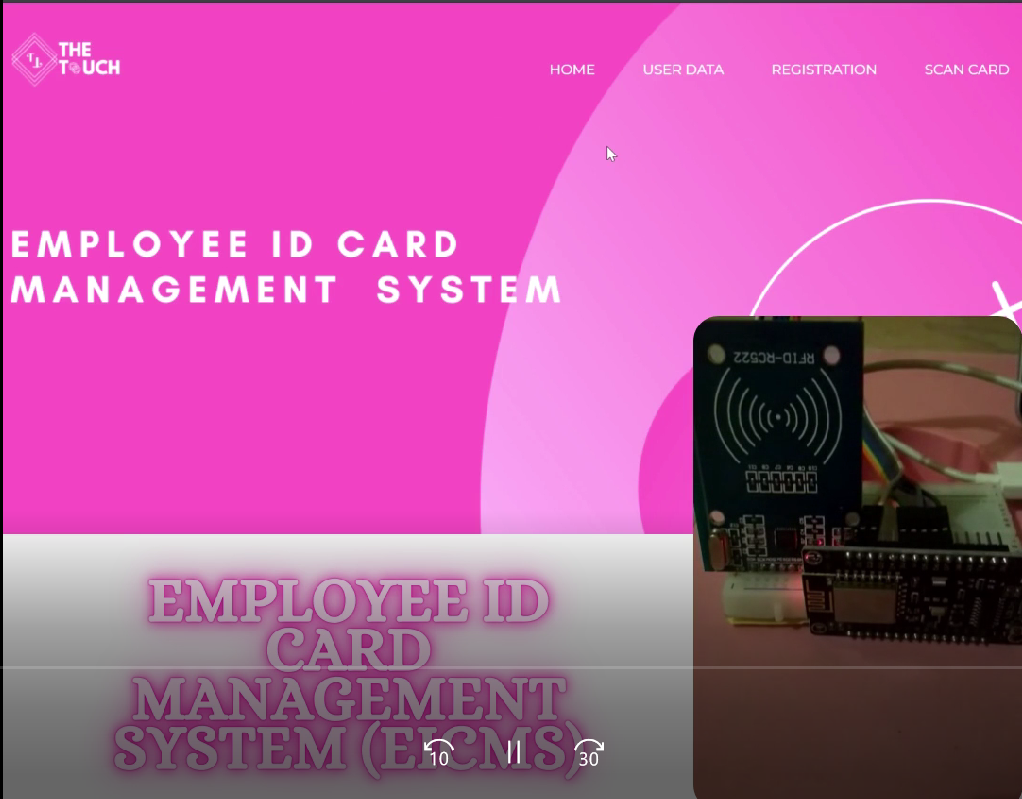 THE
TOUCH
HOME
USER DATA
REGISTRATION
SCAN CARD
EMPLOYEE ID CARD
MANAGEMENT SYSTEM
RFID-RC522
EMPLOYEE ID
CARD
MANAGEMENT
SYSTEM (EICMS)
10
30